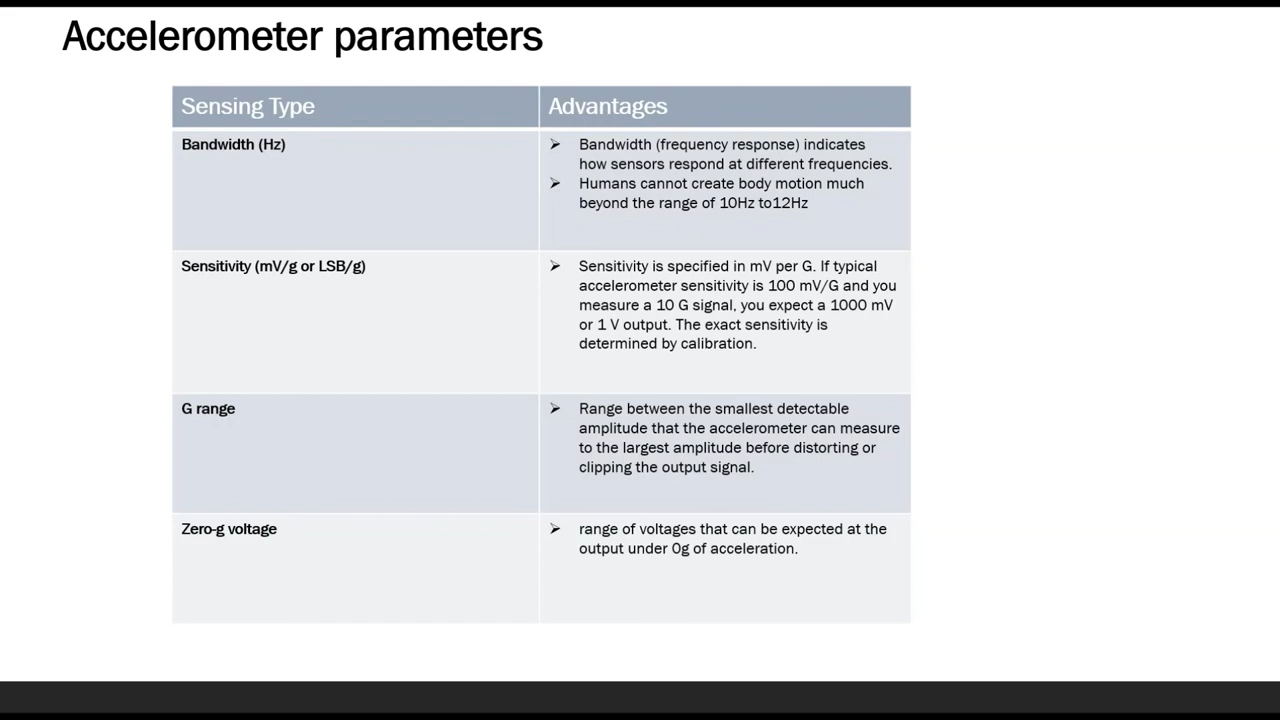 Accelerometer parameters
Sensing Type
Advantages
Bandwidth (Hz)
➢ Bandwidth (frequency response) indicates
how sensors respond at different frequencies.
➢ Humans cannot create body motion much
beyond the range of 10Hz to12Hz
Sensitivity (mV/g or LSB/g)
➢ Sensitivity is specified in mV per G. If typical
accelerometer sensitivity is 100 mV/G and you
measure a 10 G signal, you expect a 1000 mV
or 1 V output. The exact sensitivity is
determined by calibration.
G range
➢ Range between the smallest detectable
amplitude that the accelerometer can measure
to the largest amplitude before distorting or
clipping the output signal.
Zero-g voltage
➢ range of voltages that can be expected at the
output under 0g of acceleration.